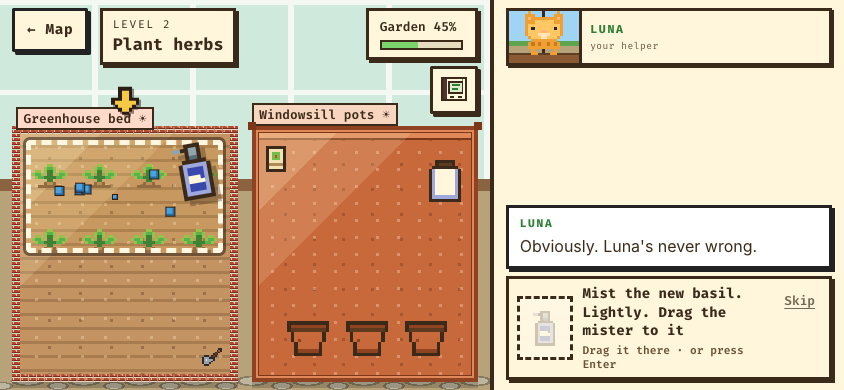 ← Map
LEVEL 2
Plant herbs
Garden 45%
Greenhouse bed ☀
Windowsill pots ☀
LUNA
your helper
LUNA
Obviously. Luna's never wrong.
Mist the new basil.
Lightly. Drag the
mister to it
Skip
Drag it there · or press
Enter